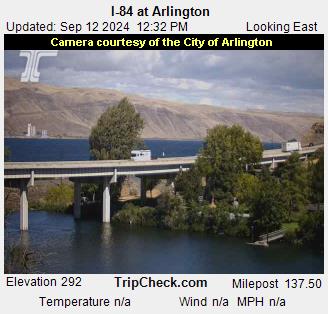 I-84 at Arlington
Updated: Sep 12 2024 12:32 PM Looking East
Camera courtesy of the City of Arlington
Elevation 292 TripCheck.com Milepost 137.50
Temperature n/a Wind n/a MPH n/a